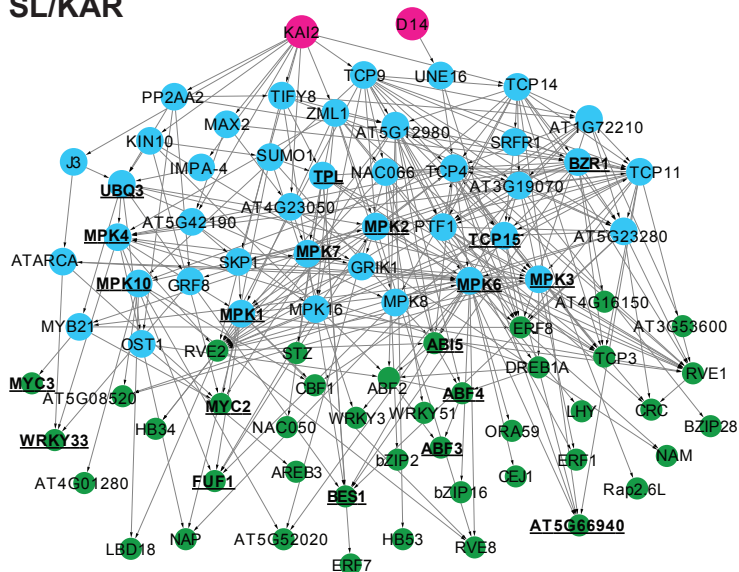 SL/KAR
D14
KAI2
TCP9
UNE16
TCP14
PP2AA2
TIFY8
ZML1
MAX2
AT5G12980
AT1G72210
KIN10
SRFR1
J3
IMPA-4
SUMO1
TPL
NAC066
TCP4
BZR1
TCP11
UBQ3
AT3G19070
AT4G23050
AT5G42190
MPK2
PTF1
MPK4
TCP15
AT5G23280
MPK7
ATARCA
SKP1
GRIK1
MPK10
GRF8
MPK6
MPK3
MPK8
AT4G16150
MPK16
MPK1
MYB21
ERF8
AT3G53600
OST1
RVE2
STZ
ABI5
TCP3
DREB1A
RVE1
MYC3
CBF1
ABF2
AT5G08520
ABF4
MYC2
WRKY3
WRKY51
LHY
CRC
HB34
NAC050
ORA59
BZIP28
WRKY33
ABF3
bZIP2
NAM
ERF1
AREB3
CEJ1
AT4G01280
FUF1
BES1
bZIP16
Rap2.6L
AT5G66940
NAP
AT5G52020
HB53
LBD18
RVE8
ERF7